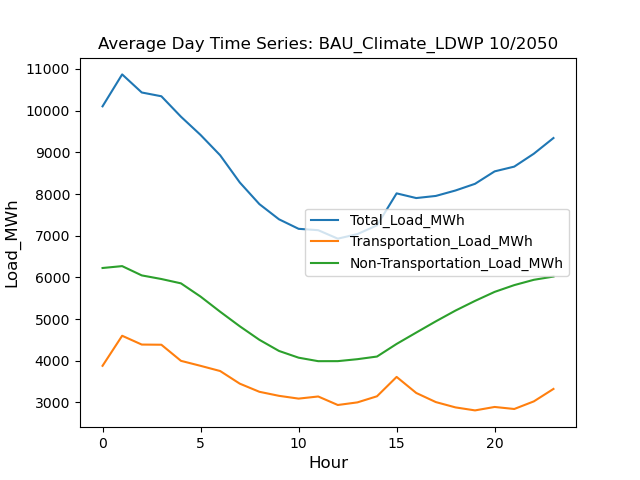 Average Day Time Series: BAU_Climate_LDWP 10/2050
11000
10000
9000
8000
7000
6000
5000
4000
3000
Load_MWh
Total_Load_MWh
Transportation_Load_MWh
Non-Transportation_Load_MWh
0 5 10 15 20
Hour